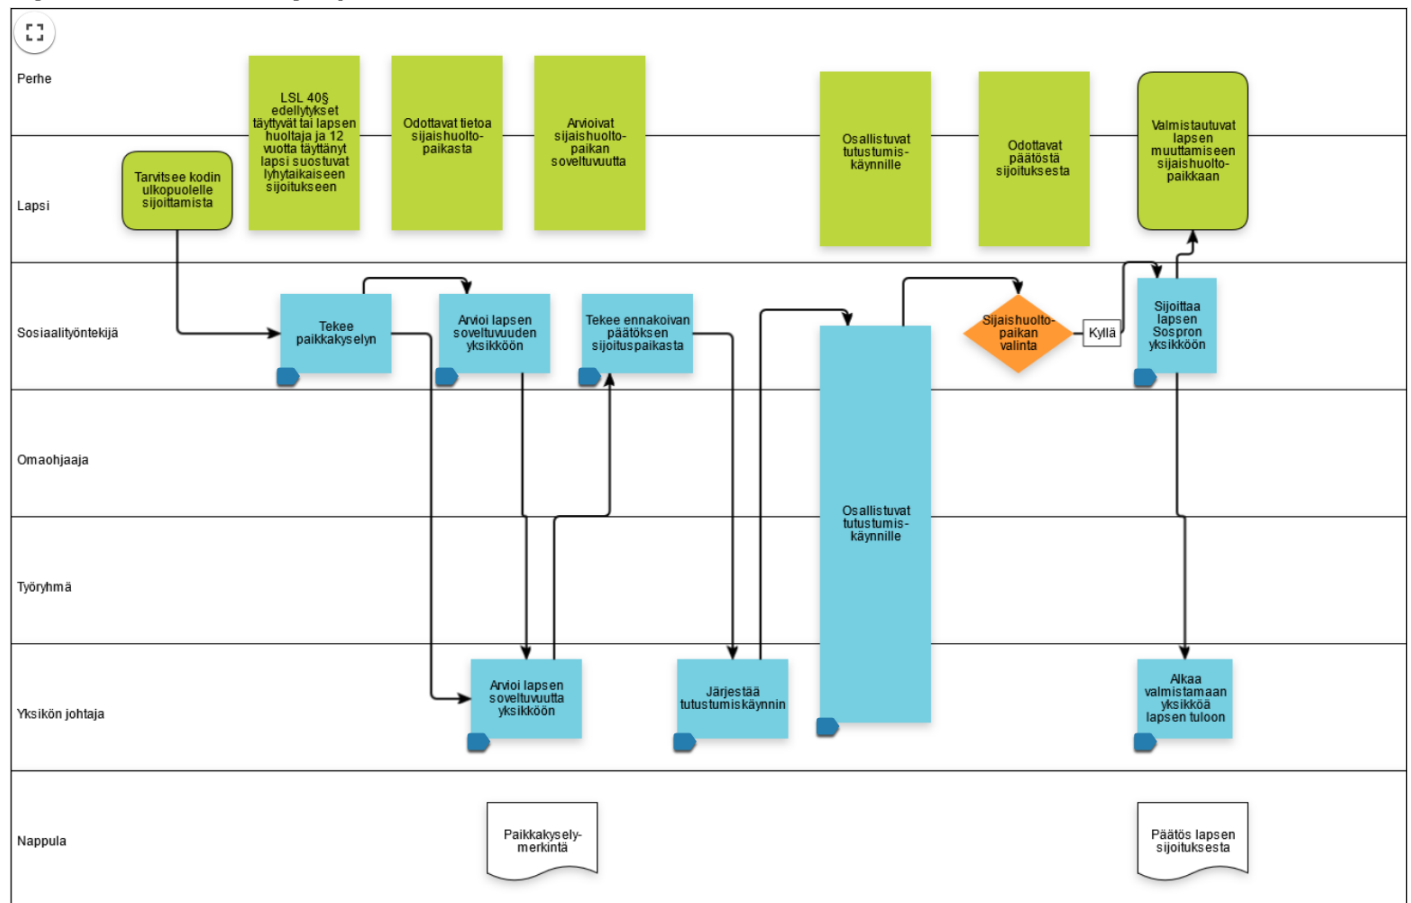 Perhe
LSL 40§
edellytykset
täyttyvät tai lapsen
huoltaja ja 12
vuotta täyttänyt
lapsi suostuvat
lyhytaikaiseen
sijoitukseen
Odottavat tietoa
sijaishuolto-
paikasta
Arvioivat
sijaishuolto-
paikan
soveltuvuutta
Osallistuvat
tutustumis-
käynnille
Odottavat
päätöstä
sijoituksesta
Valmistautuvat
lapsen
muuttamiseen
sijaishuolto-
paikkaan
Lapsi
Tarvitsee kodin
ulkopuolelle
sijoittamista
Sosiaalityöntekijä
Tekee
paikkakyselyn
Arvioi lapsen
soveltuvuuden
yksikköön
Tekee ennakoivan
päätöksen
sijoituspaikasta
Sijaishuolto-
paikan
valinta
Kyllä
Sijoittaa
lapsen
Sospron
yksikköön
Omaohjaaja
Osallistuvat
tutustumis-
käynnille
Työryhmä
Yksikön johtaja
Arvioi lapsen
soveltuvuutta
yksikköön
Järjestää
tutustumiskäynnin
Alkaa
valmistamaan
yksikköä
lapsen tuloon
Nappula
Paikkakysely-
merkintä
Päätös lapsen
sijoituksesta